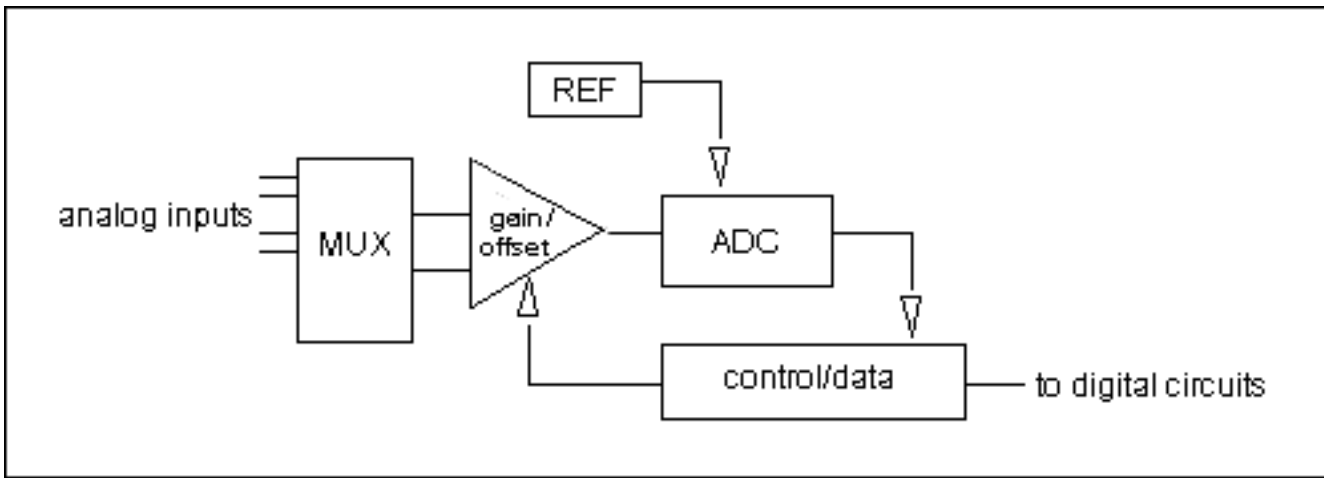 REF
analog inputs
MUX
gain/
offset
ADC
control/data
to digital circuits